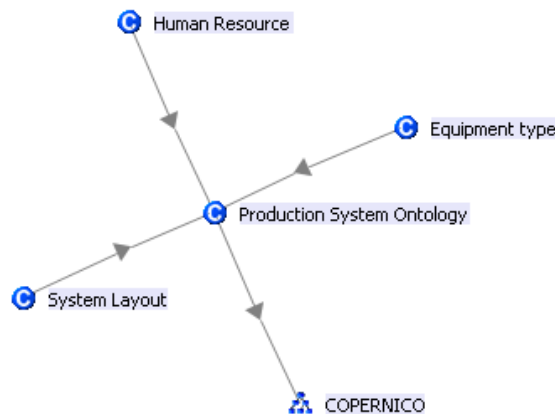 Human Resource
Equipment type
Production System Ontology
System Layout
COPERNICO